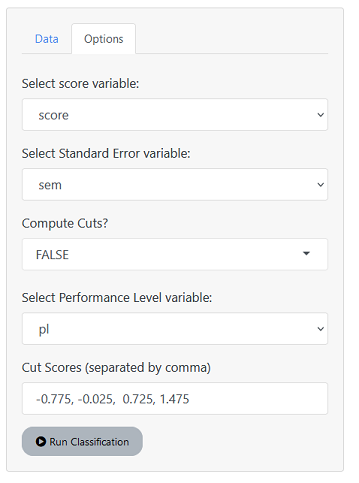 Data Options
Select score variable:
score
Select Standard Error variable:
sem
Compute Cuts?
FALSE
Select Performance Level variable:
pl
Cut Scores (separated by comma)
-0.775, -0.025,  0.725, 1.475
Run Classification